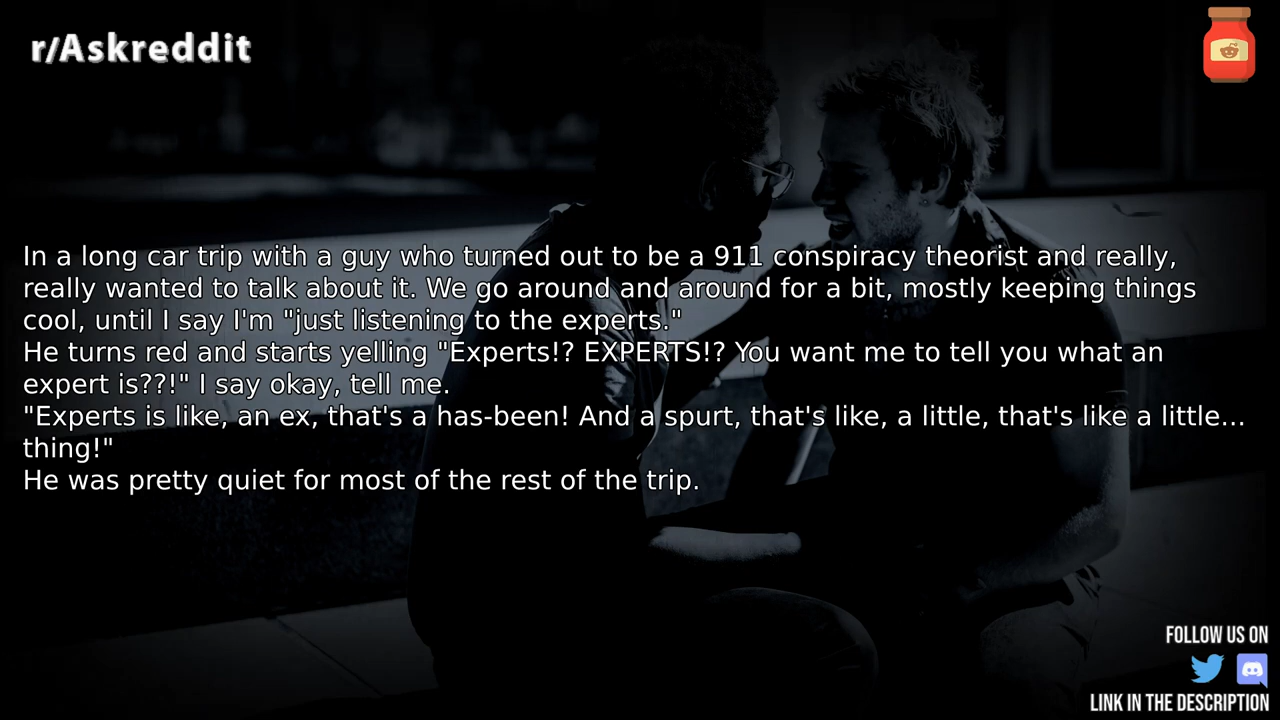 r/Askreddit
In a long car trip with a guy who turned out to be a 911 conspiracy theorist and really,
really wanted to talk about it. We go around and around for a bit, mostly keeping things
cool, until I say I'm "just listening to the experts."
He turns red and starts yelling "Experts!? EXPERTS!? You want me to tell you what an
expert is??!" I say okay, tell me.
"Experts is like, an ex, that's a has-been! And a spurt, that's like, a little, that's like a little...
thing!"
He was pretty quiet for most of the rest of the trip.
FOLLOW US ON
LINK IN THE DESCRIPTION